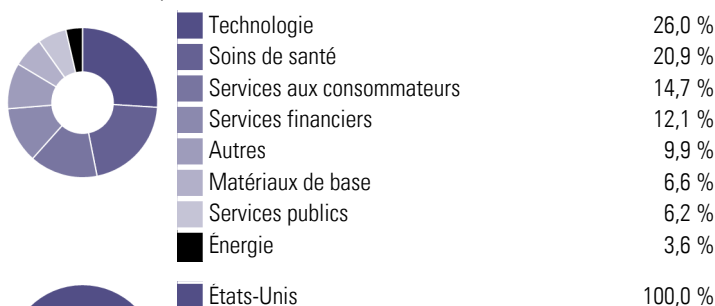 Technologie 26,0 %
Soins de santé 20,9 %
Services aux consommateurs 14,7 %
Services financiers 12,1 %
Autres 9,9 %
Matériaux de base 6,6 %
Services publics 6,2 %
Énergie 3,6 %
États-Unis 100,0 %